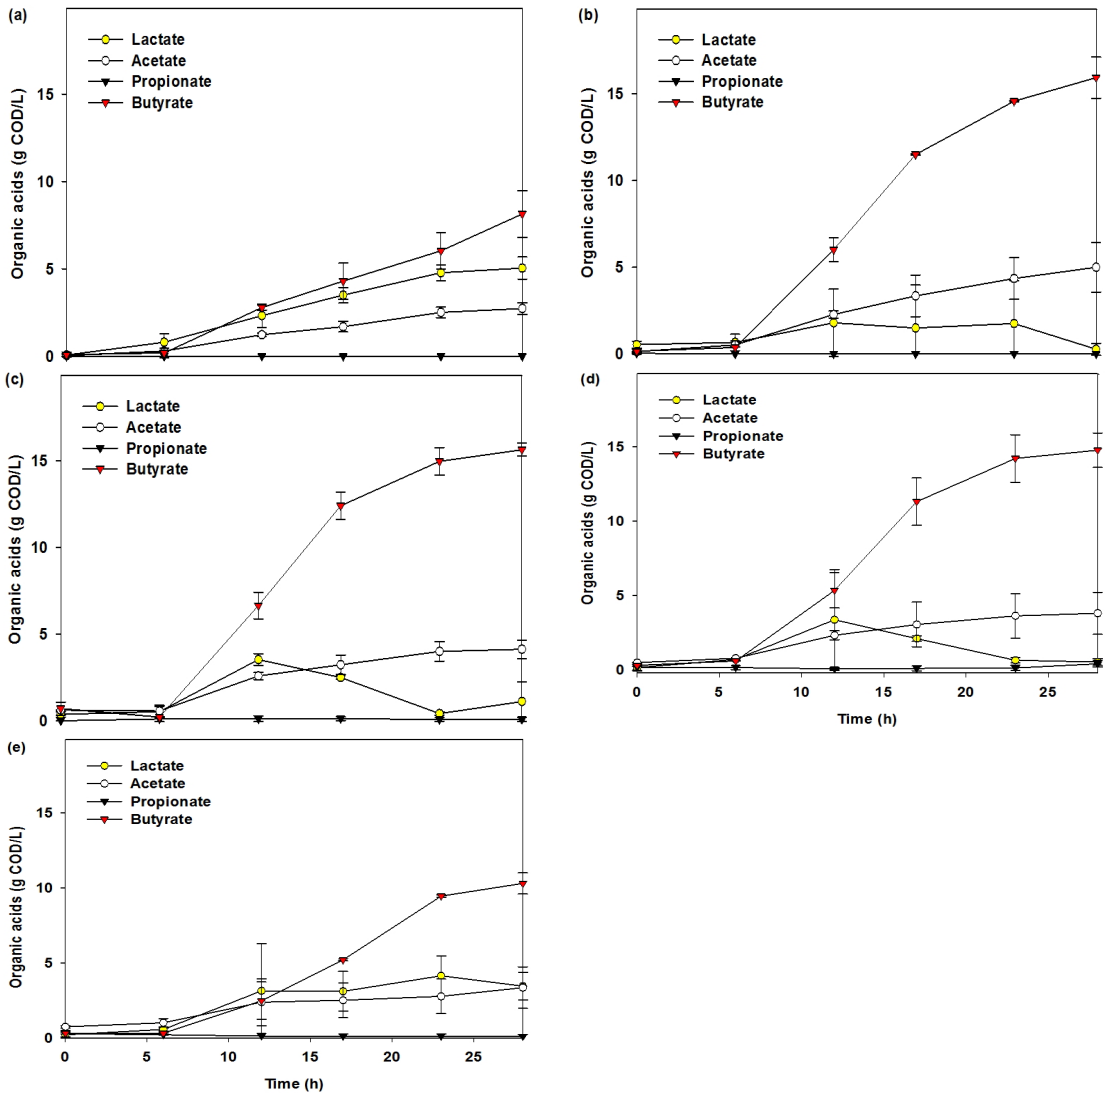 (a)
Lactate
Acetate
Propionate
Butyrate
15
10
5
0
Organic acids (g COD/L)
(b)
Lactate
Acetate
Propionate
Butyrate
15
10
5
0
Organic acids (g COD/L)
(c)
Lactate
Acetate
Propionate
Butyrate
15
10
5
0
Organic acids (g COD/L)
(d)
Lactate
Acetate
Propionate
Butyrate
15
10
5
0
Organic acids (g COD/L)
0 5 10 15 20 25
Time (h)
(e)
Lactate
Acetate
Propionate
Butyrate
15
10
5
0
Organic acids (g COD/L)
0 5 10 15 20 25
Time (h)